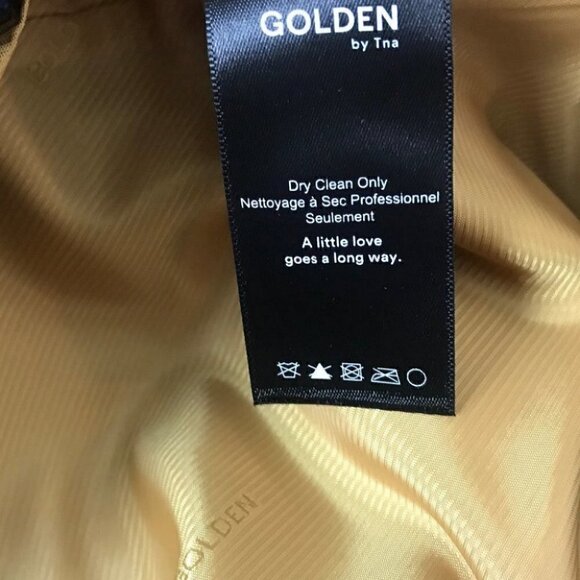 GOLDEN
by Tna
Dry Clean Only
Nettoyage à Sec Professionnel
Seulement
A little love
goes a long way.
GOLDEN